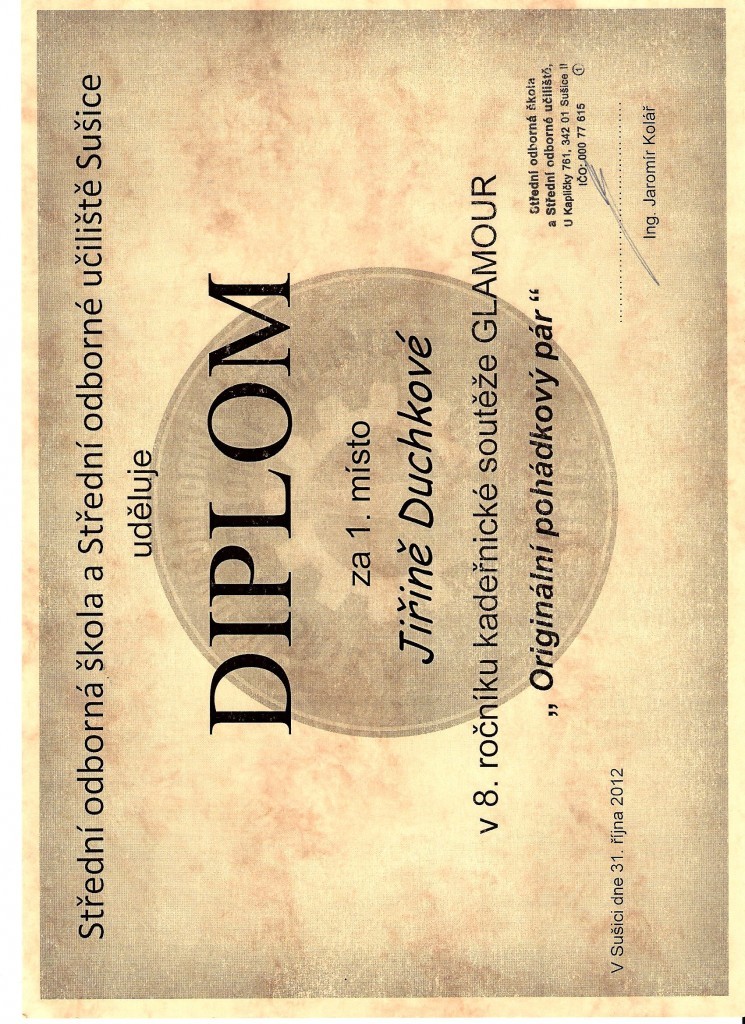 Střední odborná škola a Střední odborné učiliště Sušice
uděluje
DIPLOM
za 1. místo
Jiřině Duchkové
v 8. ročníku kadeřnické soutěže GLAMOUR
„ Originální pohádkový pár “
Střední odborná škola
a Střední odborné učiliště,
U Kapličky 761, 342 01 Sušice II
IČO: 000 77 615 1
V Sušici dne 31. října 2012
Ing. Jaromír Kolář